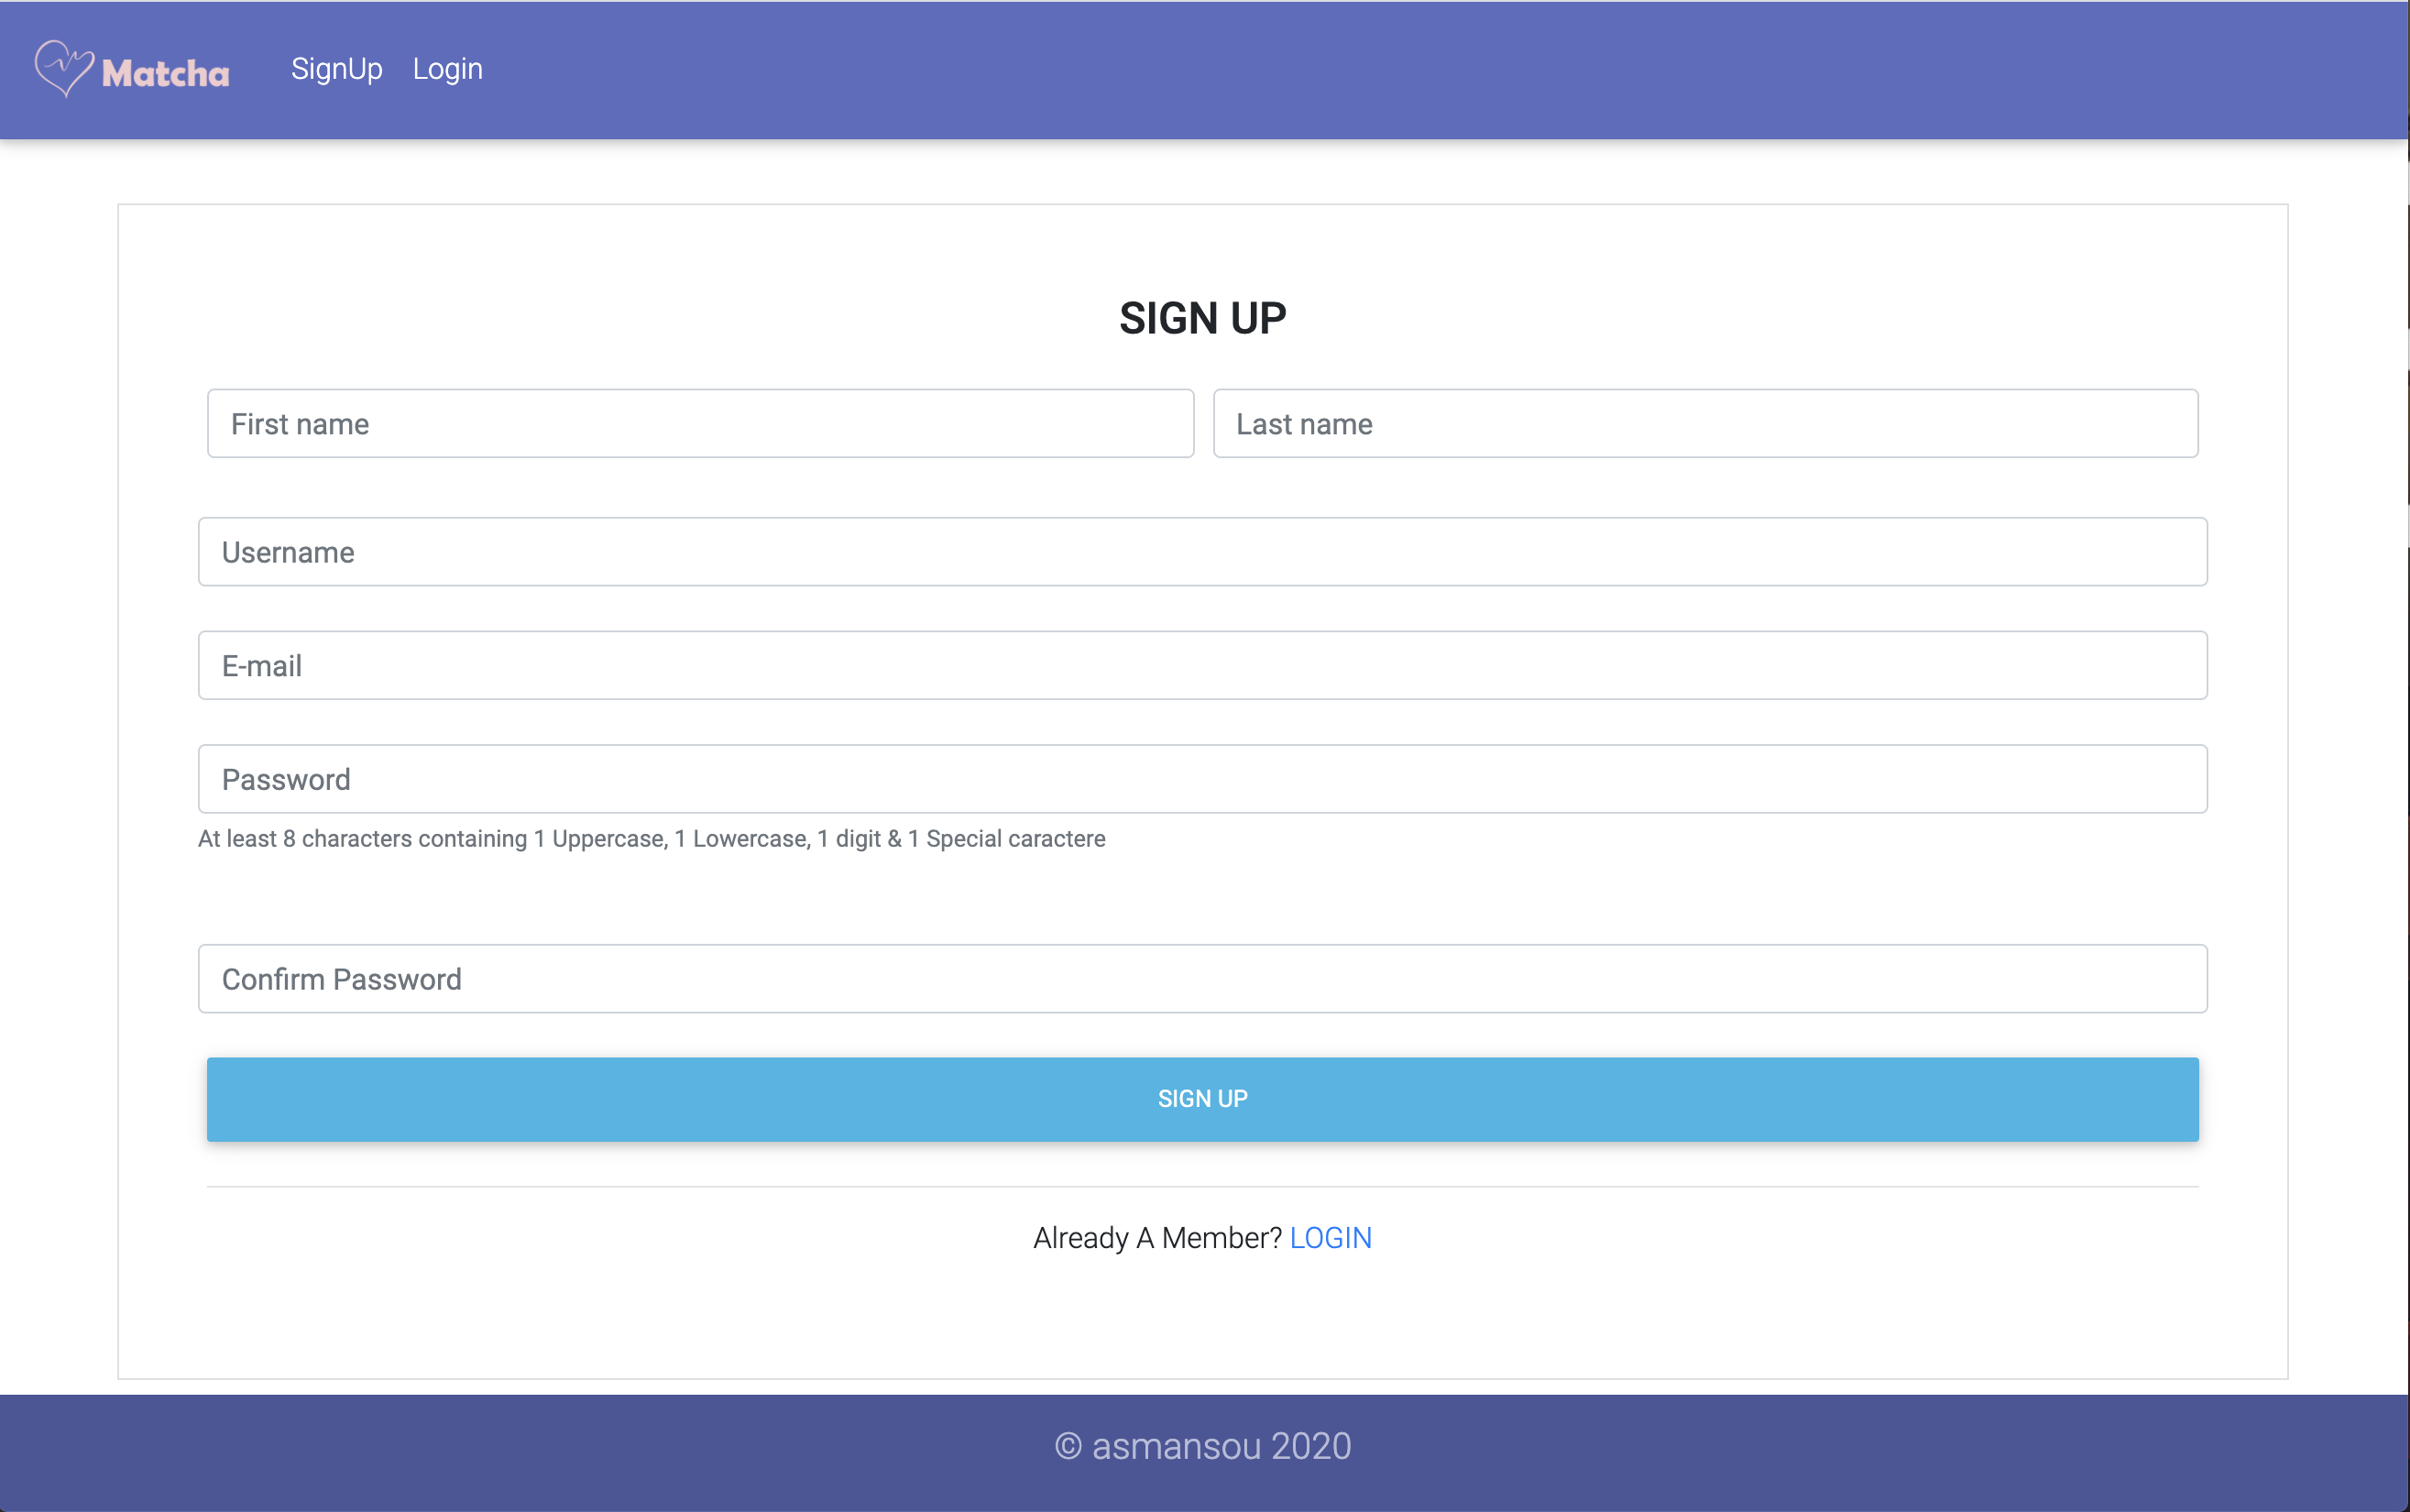 Matcha SignUp Login
SIGN UP
First name Last name
Username
E-mail
Password
At least 8 characters containing 1 Uppercase, 1 Lowercase, 1 digit & 1 Special caractere
Confirm Password
SIGN UP
Already A Member? LOGIN
© asmansou 2020